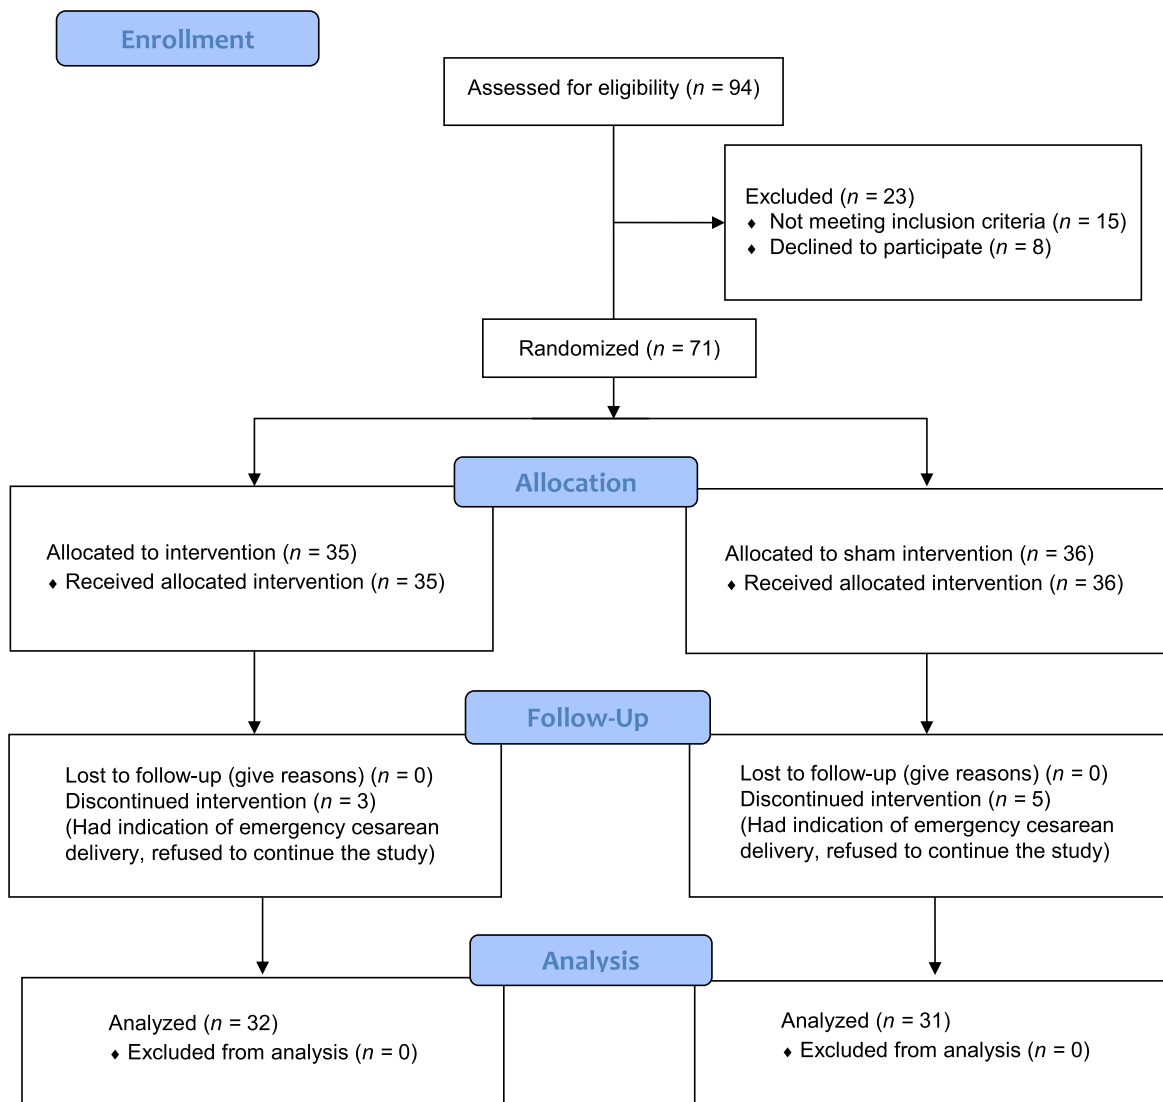 Enrollment
Assessed for eligibility (n = 94)
Excluded (n = 23)
⬧ Not meeting inclusion criteria (n = 15)
⬧ Declined to participate (n = 8)
Randomized (n = 71)
Allocation
Allocated to intervention (n = 35)
⬧ Received allocated intervention (n = 35)
Allocated to sham intervention (n = 36)
⬧ Received allocated intervention (n = 36)
Follow-Up
Lost to follow-up (give reasons) (n = 0)
Discontinued intervention (n = 3)
(Had indication of emergency cesarean
delivery, refused to continue the study)
Lost to follow-up (give reasons) (n = 0)
Discontinued intervention (n = 5)
(Had indication of emergency cesarean
delivery, refused to continue the study)
Analysis
Analyzed (n = 32)
⬧ Excluded from analysis (n = 0)
Analyzed (n = 31)
⬧ Excluded from analysis (n = 0)